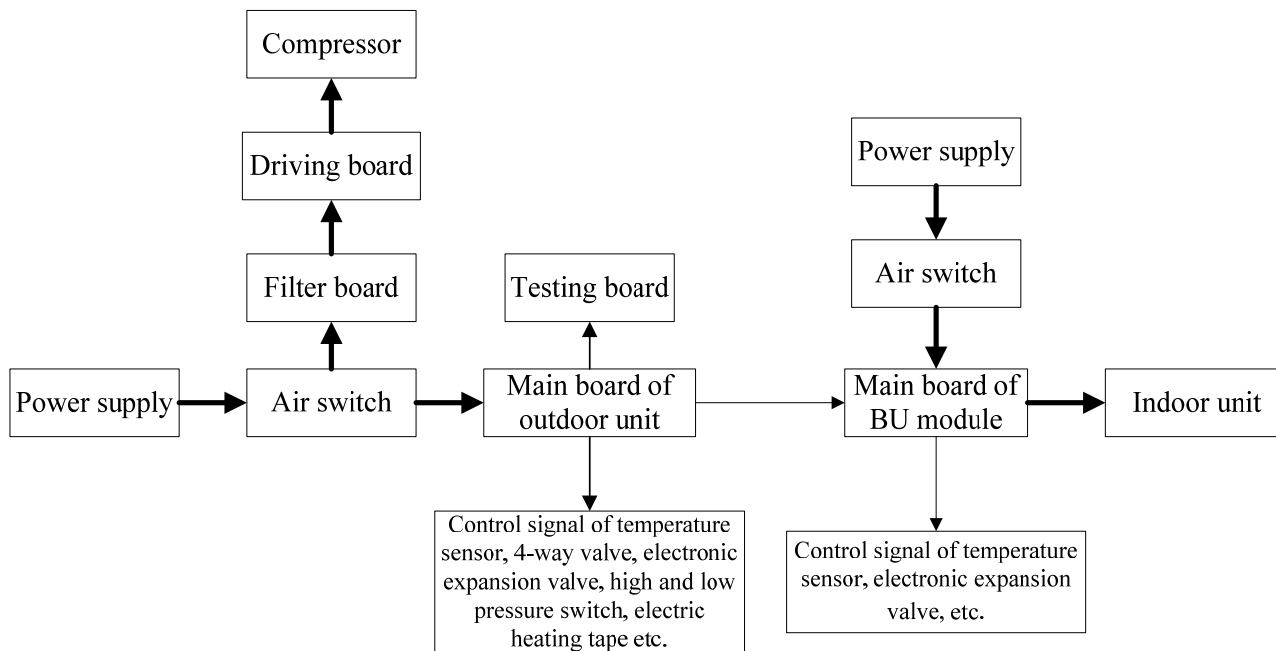 Compressor
Driving board
Power supply
Filter board
Testing board
Air switch
Power supply
Air switch
Main board of
outdoor unit
Main board of
BU module
Indoor unit
Control signal of temperature
sensor, 4-way valve, electronic
expansion valve, high and low
pressure switch, electric
heating tape etc.
Control signal of temperature
sensor, electronic expansion
valve, etc.